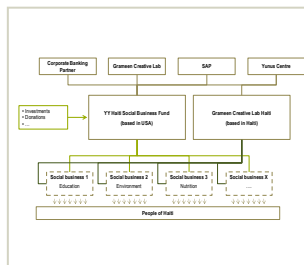 Corporate Banking
Partner
Grameen Creative Lab
SAP
Yunus Centre
• Investments
• Donations
• ...
YY Haiti Social Business Fund
(based in USA)
Grameen Creative Lab Haiti
(based in Haiti)
Social business 1
Education
Social business 2
Environment
Social business 3
Nutrition
Social business X
.....
People of Haiti